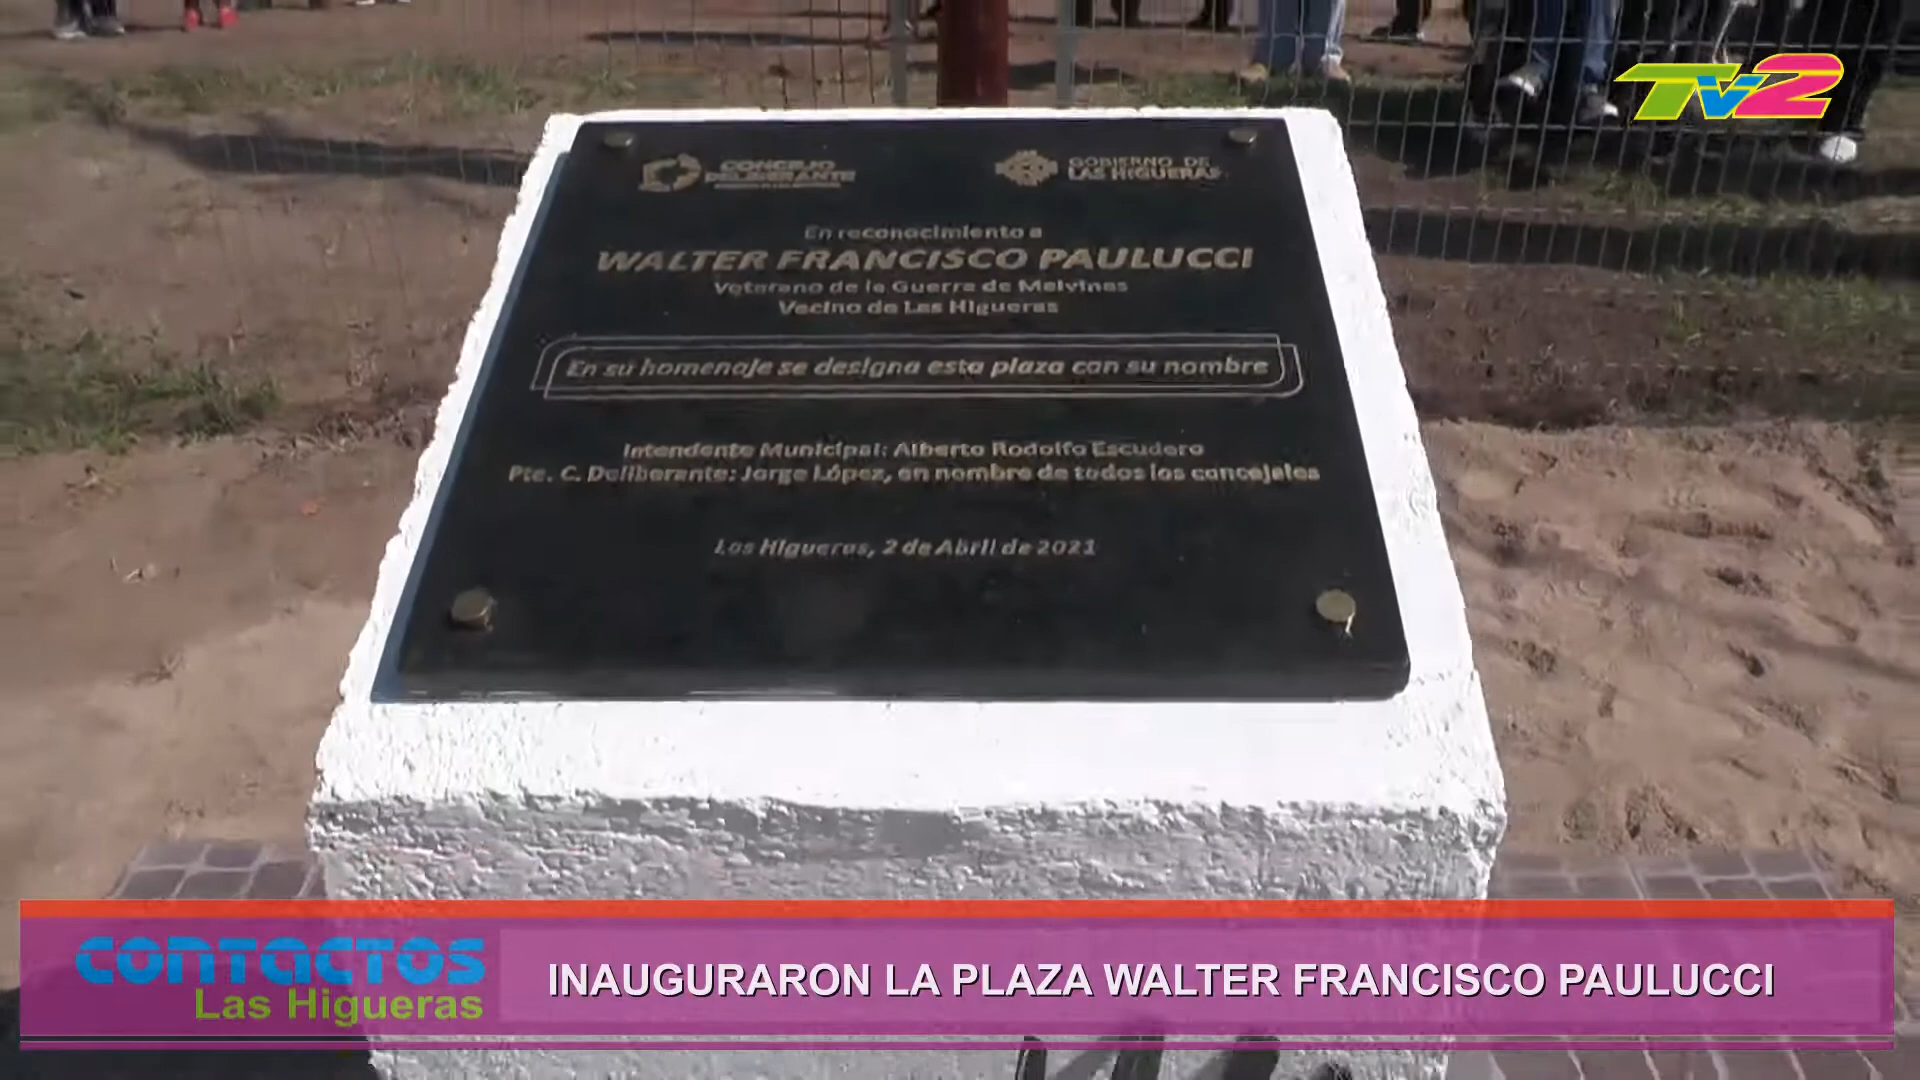 TV2
CONCEJO
DELIBERANTE
GOBIERNO DE
LAS HIGUERAS
En reconocimiento a
WALTER FRANCISCO PAULUCCI
Veterano de la Guerra de Malvinas
Vecino de Las Higueras
En su homenaje se designa esta plaza con su nombre
Intendente Municipal: Alberto Rodolfo Escudero
Pte. C. Deliberante: Jorge López, en nombre de todos los concejales
Las Higueras, 2 de Abril de 2021
CONTACTOS
Las Higueras
INAUGURARON LA PLAZA WALTER FRANCISCO PAULUCCI